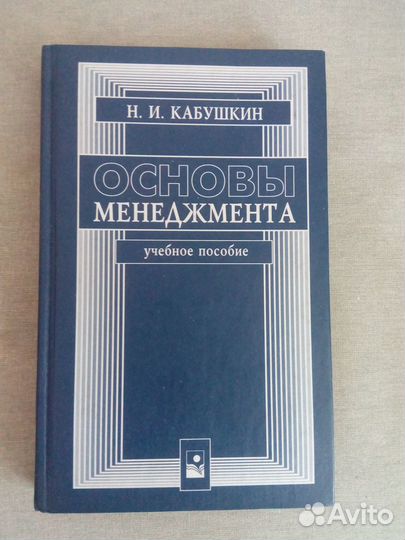 Н. И. КАБУШКИН
ОСНОВЫ
МЕНЕДЖМЕНТА
учебное пособие
Avito